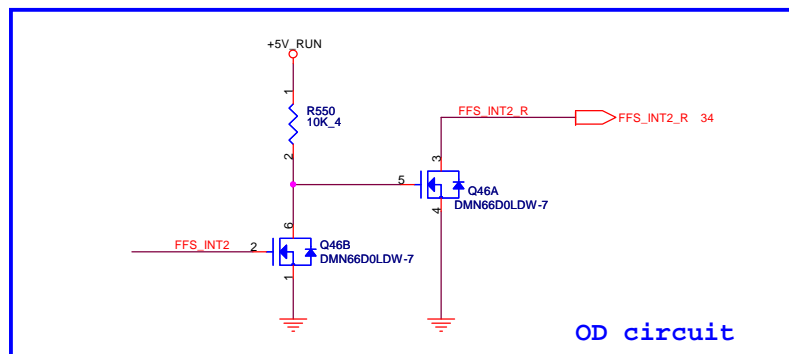 +5V_RUN
1
R550
10K_4
2
FFS_INT2_R
FFS_INT2_R 34
3
5
Q46A
DMN66D0LDW-7
4
6
FFS_INT2
2
Q46B
DMN66D0LDW-7
1
OD circuit